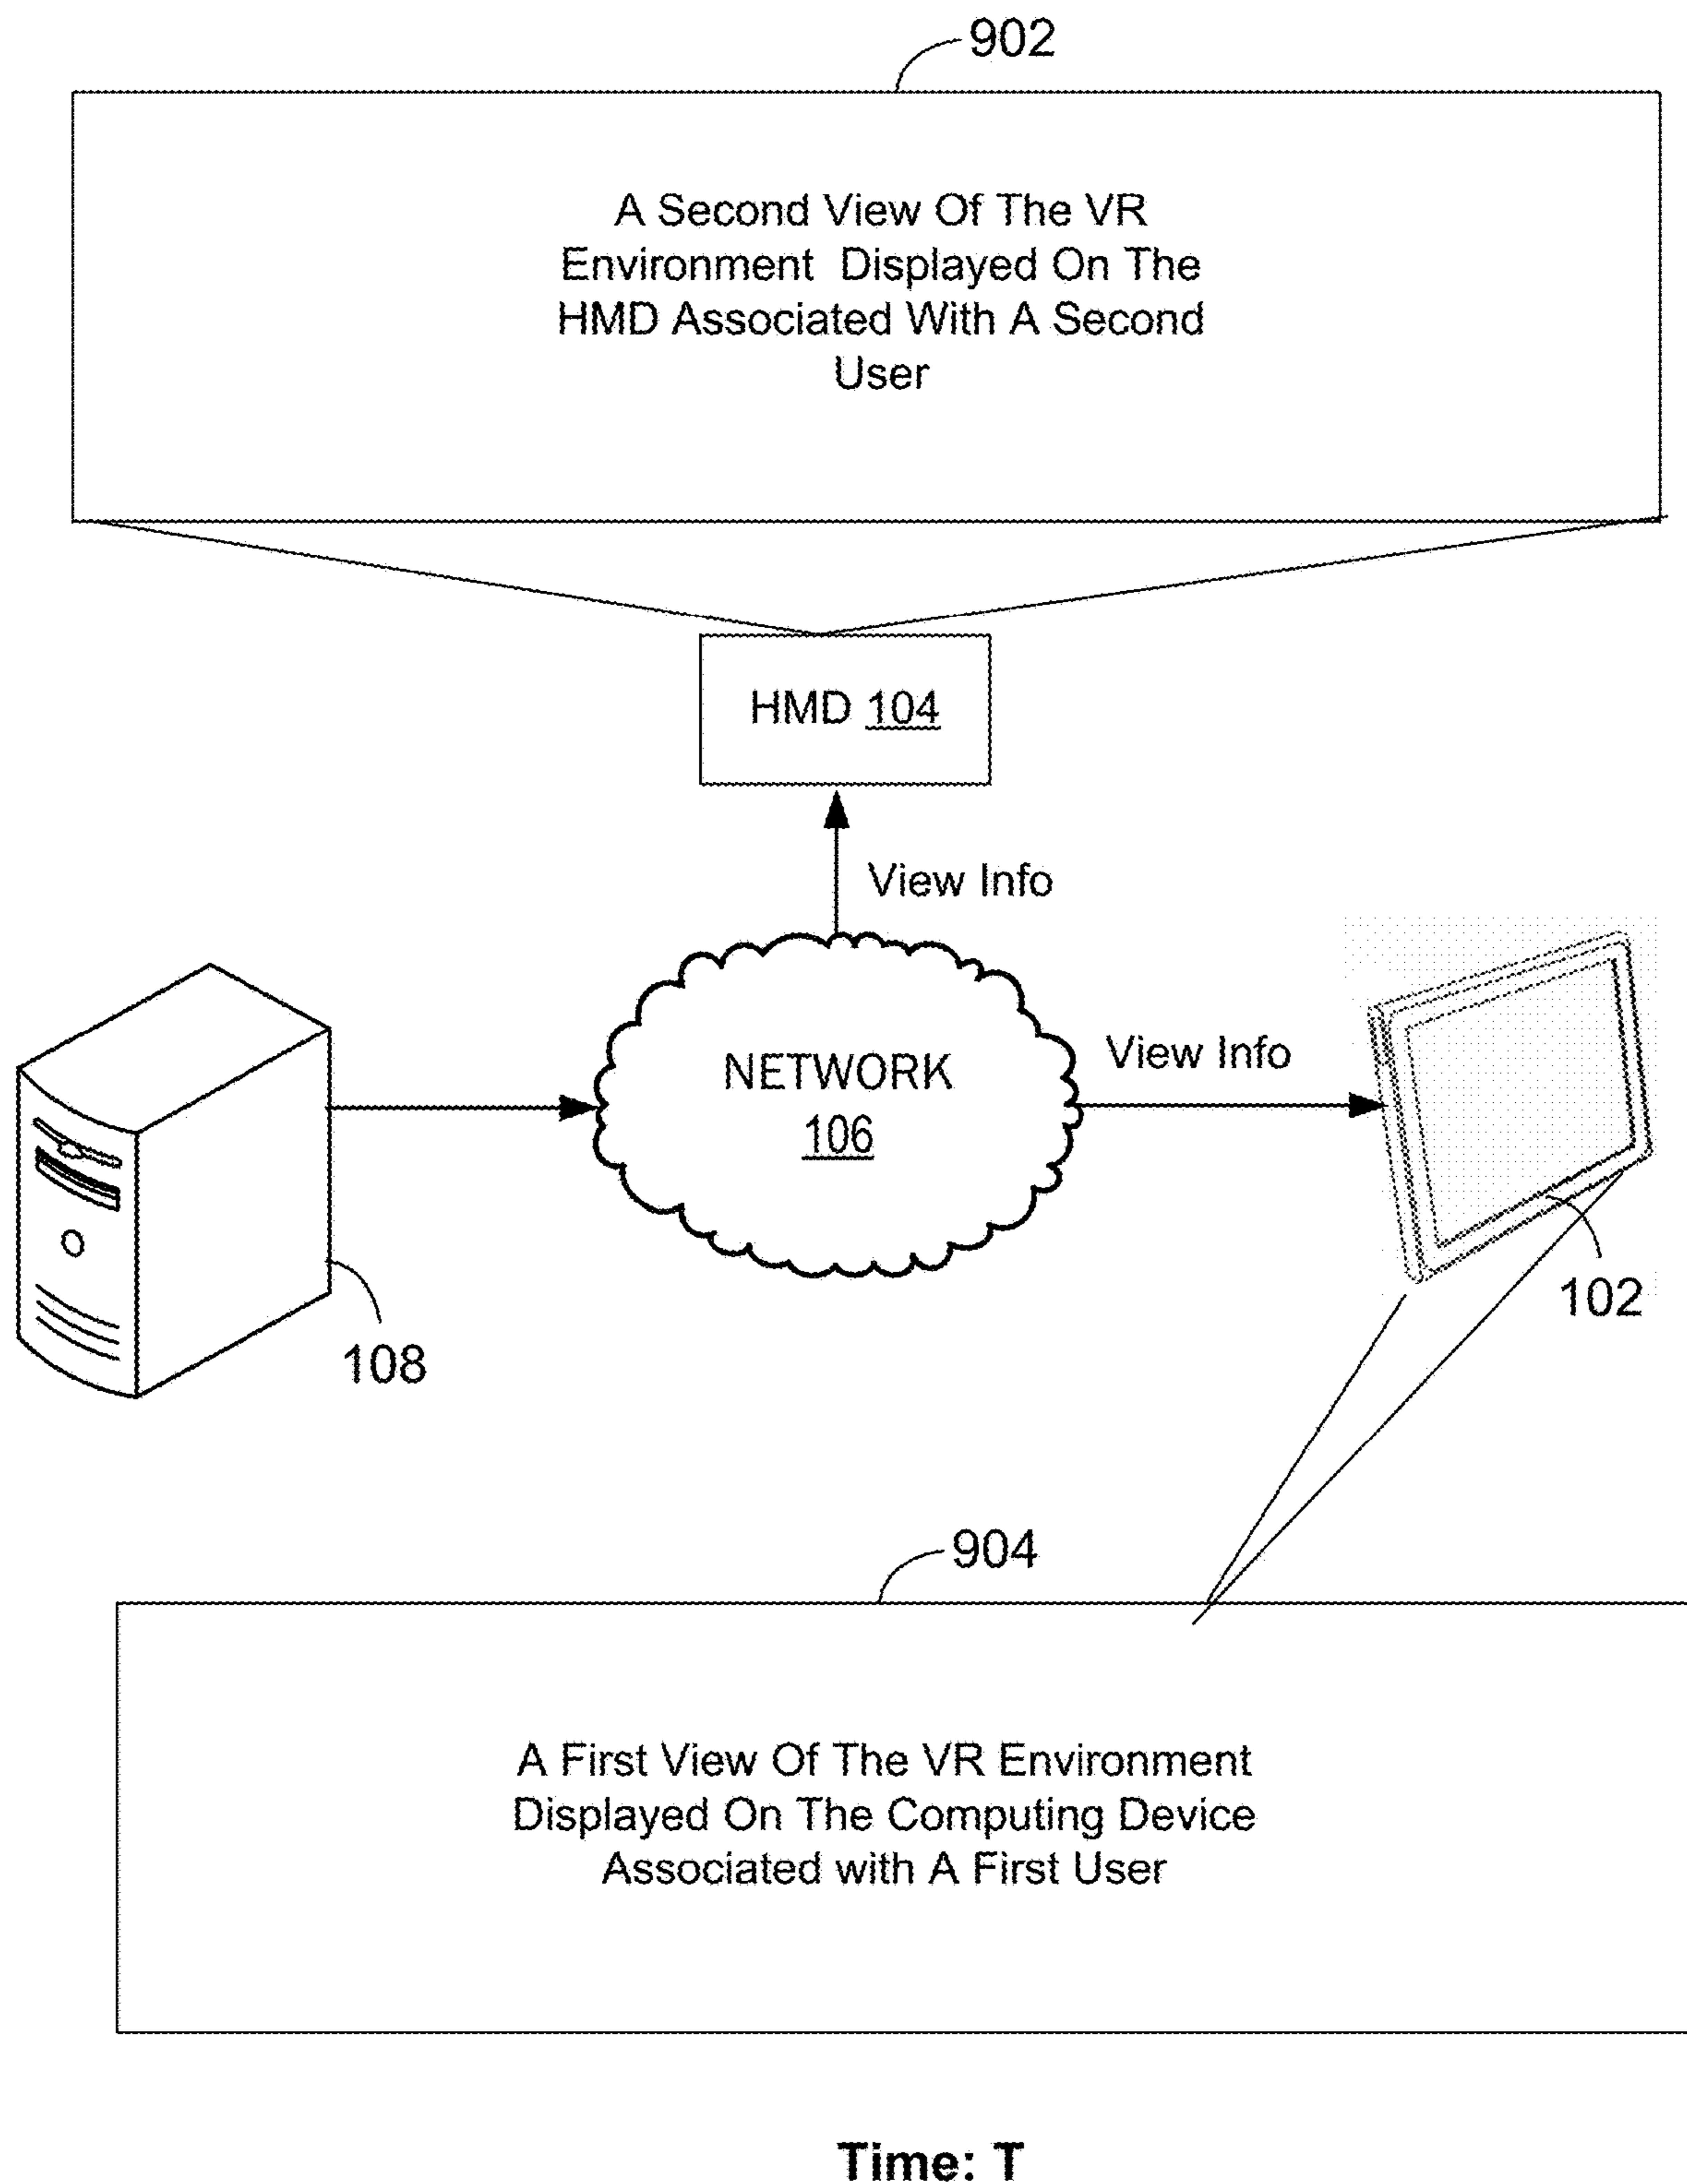 902
A Second View Of The VR
Environment Displayed On The
HMD Associated With A Second
User
HMD 104
View Info
View Info
NETWORK
106
102
108
904
A First View Of The VR Environment
Displayed On The Computing Device
Associated with A First User
Time: T